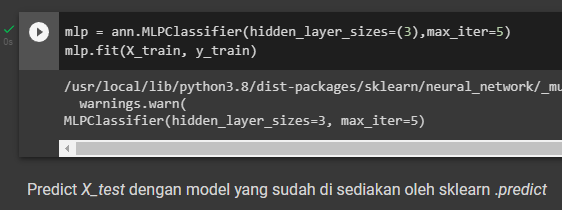 mlp = ann.MLPClassifier(hidden_layer_sizes=(3),max_iter=5)
mlp.fit(X_train, y_train)
0s
/usr/local/lib/python3.8/dist-packages/sklearn/neural_network/_mu
warnings.warn(
MLPClassifier(hidden_layer_sizes=3, max_iter=5)
Predict X_test dengan model yang sudah di sediakan oleh sklearn .predict